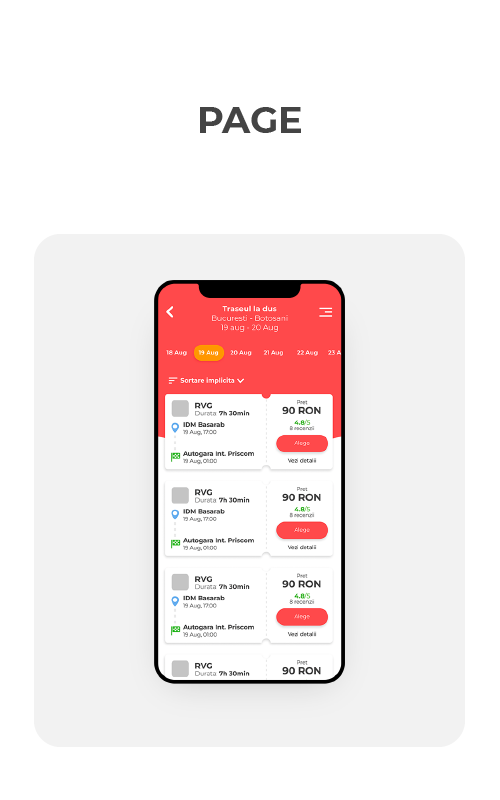 PAGE
Traseul la dus
Bucuresti - Botosani
19 aug - 20 Aug
18 Aug 19 Aug 20 Aug 21 Aug 22 Aug 23 A
Sortare implicita
RVG
Durata: 7h 30min
IDM Basarab
19 Aug, 17:00
Autogara Int. Priscom
19 Aug, 01:00
Pret
90 RON
4.8/5
8 recenzii
Alege
Vezi detalii
RVG
Durata: 7h 30min
IDM Basarab
19 Aug, 17:00
Autogara Int. Priscom
19 Aug, 01:00
Pret
90 RON
4.8/5
8 recenzii
Alege
Vezi detalii
RVG
Durata: 7h 30min
IDM Basarab
19 Aug, 17:00
Autogara Int. Priscom
19 Aug, 01:00
Pret
90 RON
4.8/5
8 recenzii
Alege
Vezi detalii
RVG
Durata: 7h 30min
Pret
90 RON